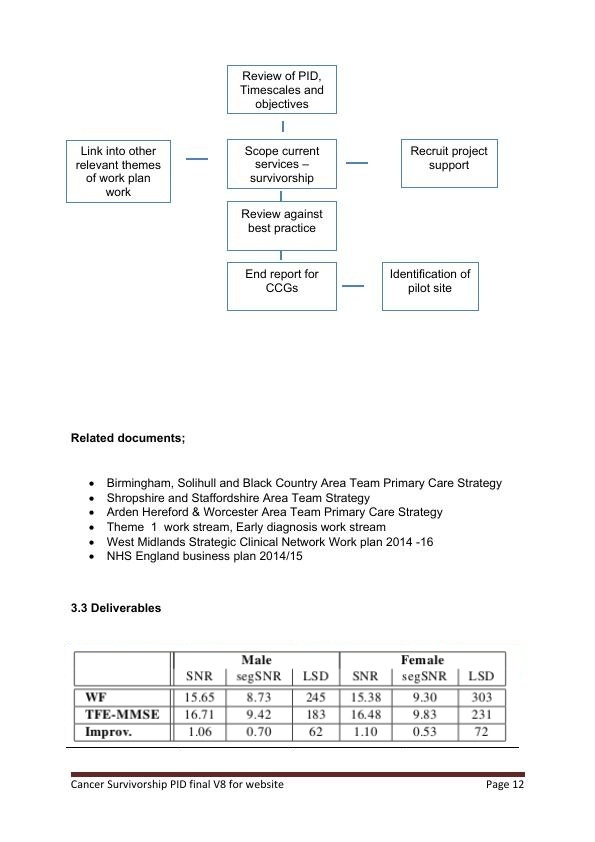 Review of PID,
Timescales and
objectives
Link into other
relevant themes
of work plan
work
Scope current
services –
survivorship
Recruit project
support
Review against
best practice
End report for
CCGs
Identification of
pilot site
Related documents;
• Birmingham, Solihull and Black Country Area Team Primary Care Strategy
• Shropshire and Staffordshire Area Team Strategy
• Arden Hereford & Worcester Area Team Primary Care Strategy
• Theme  1  work stream, Early diagnosis work stream
• West Midlands Strategic Clinical Network Work plan 2014 -16
• NHS England business plan 2014/15
3.3 Deliverables
Male Female
SNR segSNR LSD SNR segSNR LSD
WF 15.65 8.73 245 15.38 9.30 303
TFE-MMSE 16.71 9.42 183 16.48 9.83 231
Improv. 1.06 0.70 62 1.10 0.53 72
Cancer Survivorship PID final V8 for website Page 12